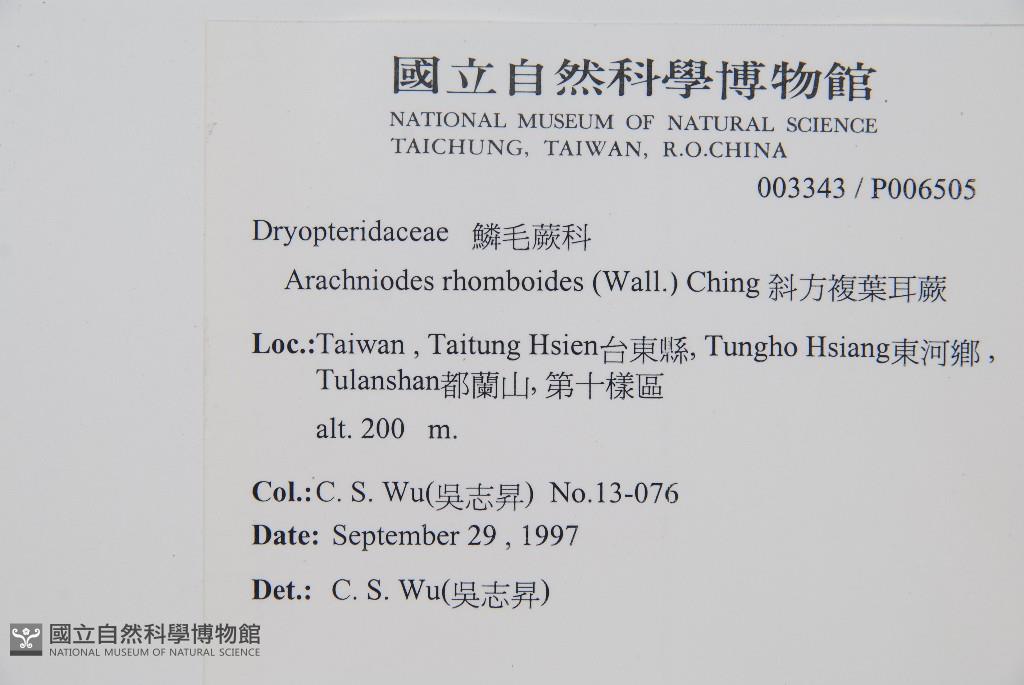 國立自然科學博物館
NATIONAL MUSEUM OF NATURAL SCIENCE
TAICHUNG, TAIWAN, R.O.CHINA
003343 / P006505
Dryopteridaceae 鱗毛蕨科
Arachniodes rhomboides (Wall.) Ching 斜方複葉耳蕨
Loc.:Taiwan , Taitung Hsien台東縣, Tungho Hsiang東河鄉 ,
Tulanshan都蘭山, 第十樣區
alt. 200 m.
Col.:C. S. Wu(吳志昇) No.13-076
Date: September 29 , 1997
Det.: C. S. Wu(吳志昇)
國立自然科學博物館
NATIONAL MUSEUM OF NATURAL SCIENCE